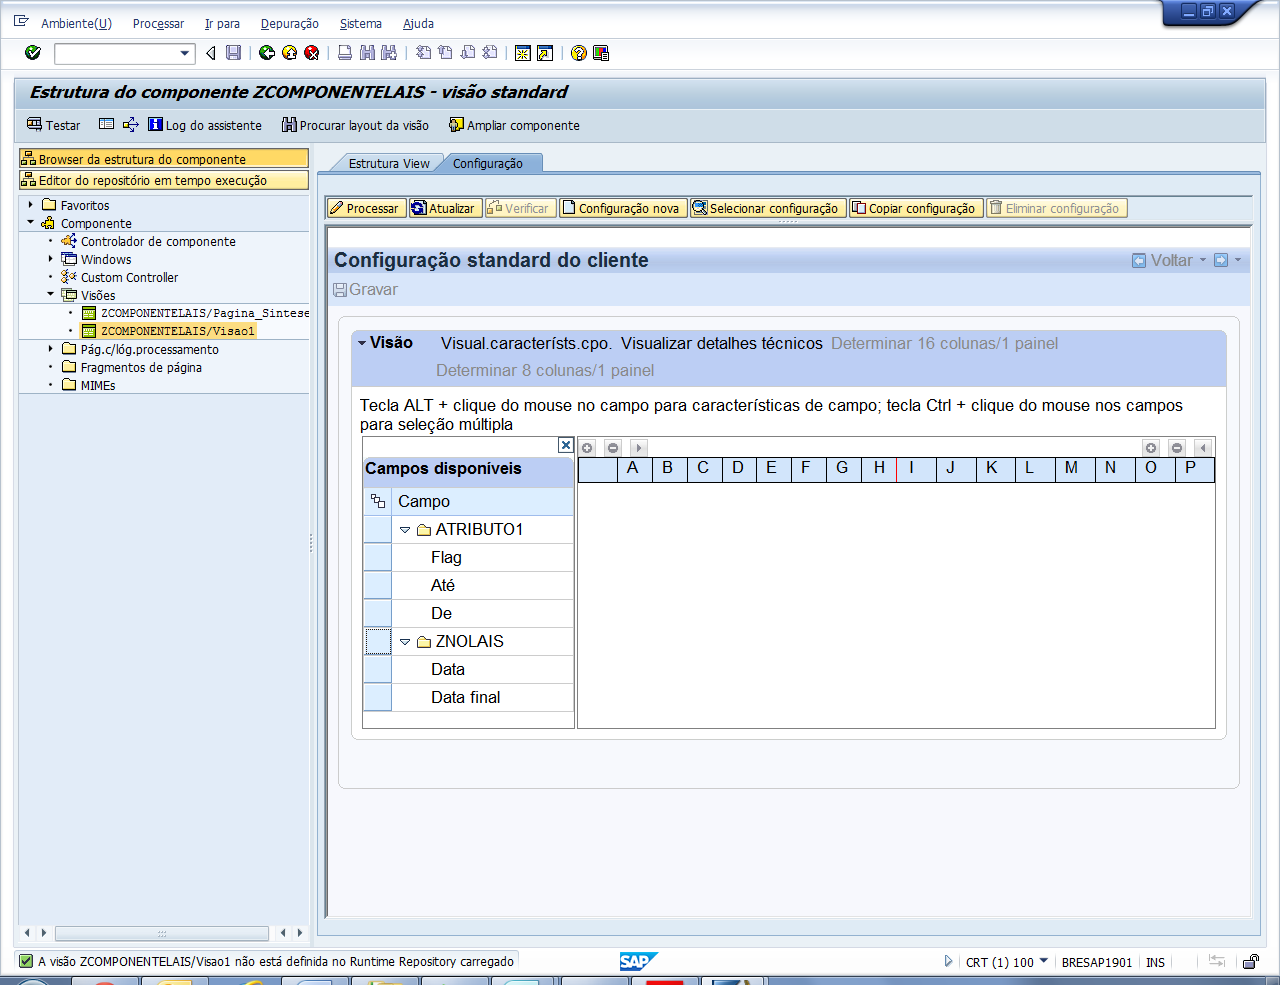 Ambiente(U) Processar Ir para Depuração Sistema Ajuda
Estrutura do componente ZCOMPONENTELAIS - visão standard
Testar Log do assistente Procurar layout da visão Ampliar componente
Browser da estrutura do componente
Editor do repositório em tempo execução
Favoritos
Componente
Controlador de componente
Windows
Custom Controller
Visões
ZCOMPONENTELAIS/Pagina_Sintese
ZCOMPONENTELAIS/Visao1
Pág.c/lóg.processamento
Fragmentos de página
MIMEs
Estrutura View Configuração
Processar Atualizar Verificar Configuração nova Selecionar configuração Copiar configuração Eliminar configuração
Configuração standard do cliente Voltar
Gravar
Visão Visual.característs.cpo. Visualizar detalhes técnicos Determinar 16 colunas/1 painel
Determinar 8 colunas/1 painel
Tecla ALT + clique do mouse no campo para características de campo; tecla Ctrl + clique do mouse nos campos
para seleção múltipla
Campos disponíveis
A B C D E F G H I J K L M N O P
Campo
ATRIBUTO1
Flag
Até
De
ZNOLAIS
Data
Data final
A visão ZCOMPONENTELAIS/Visao1 não está definida no Runtime Repository carregado
SAP
CRT (1) 100 BRESAP1901 INS